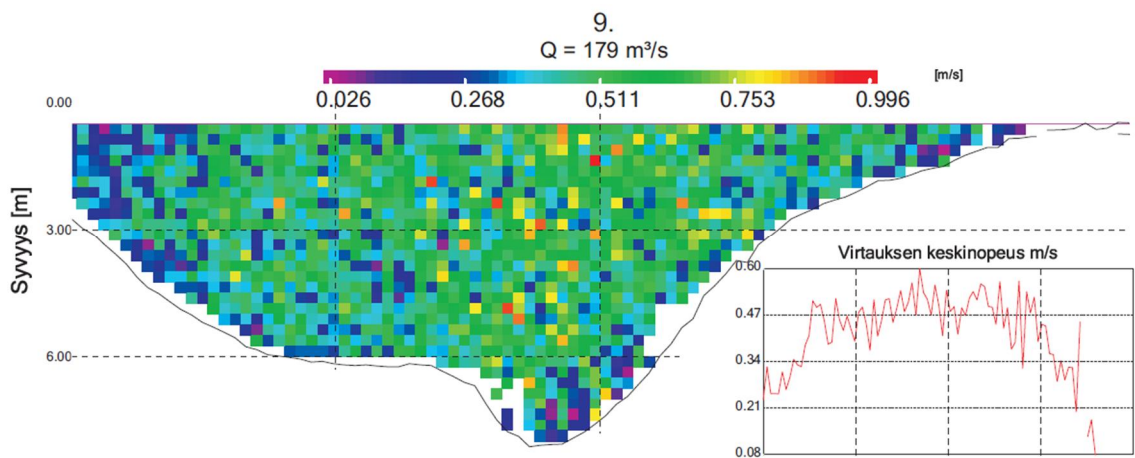 9.
Q = 179 m³/s
[m/s]
0.026 0.268 0.511 0.753 0.996
0.00
Syvyys [m]
3.00
6.00
Virtauksen keskinopeus m/s
0.60
0.47
0.34
0.21
0.08